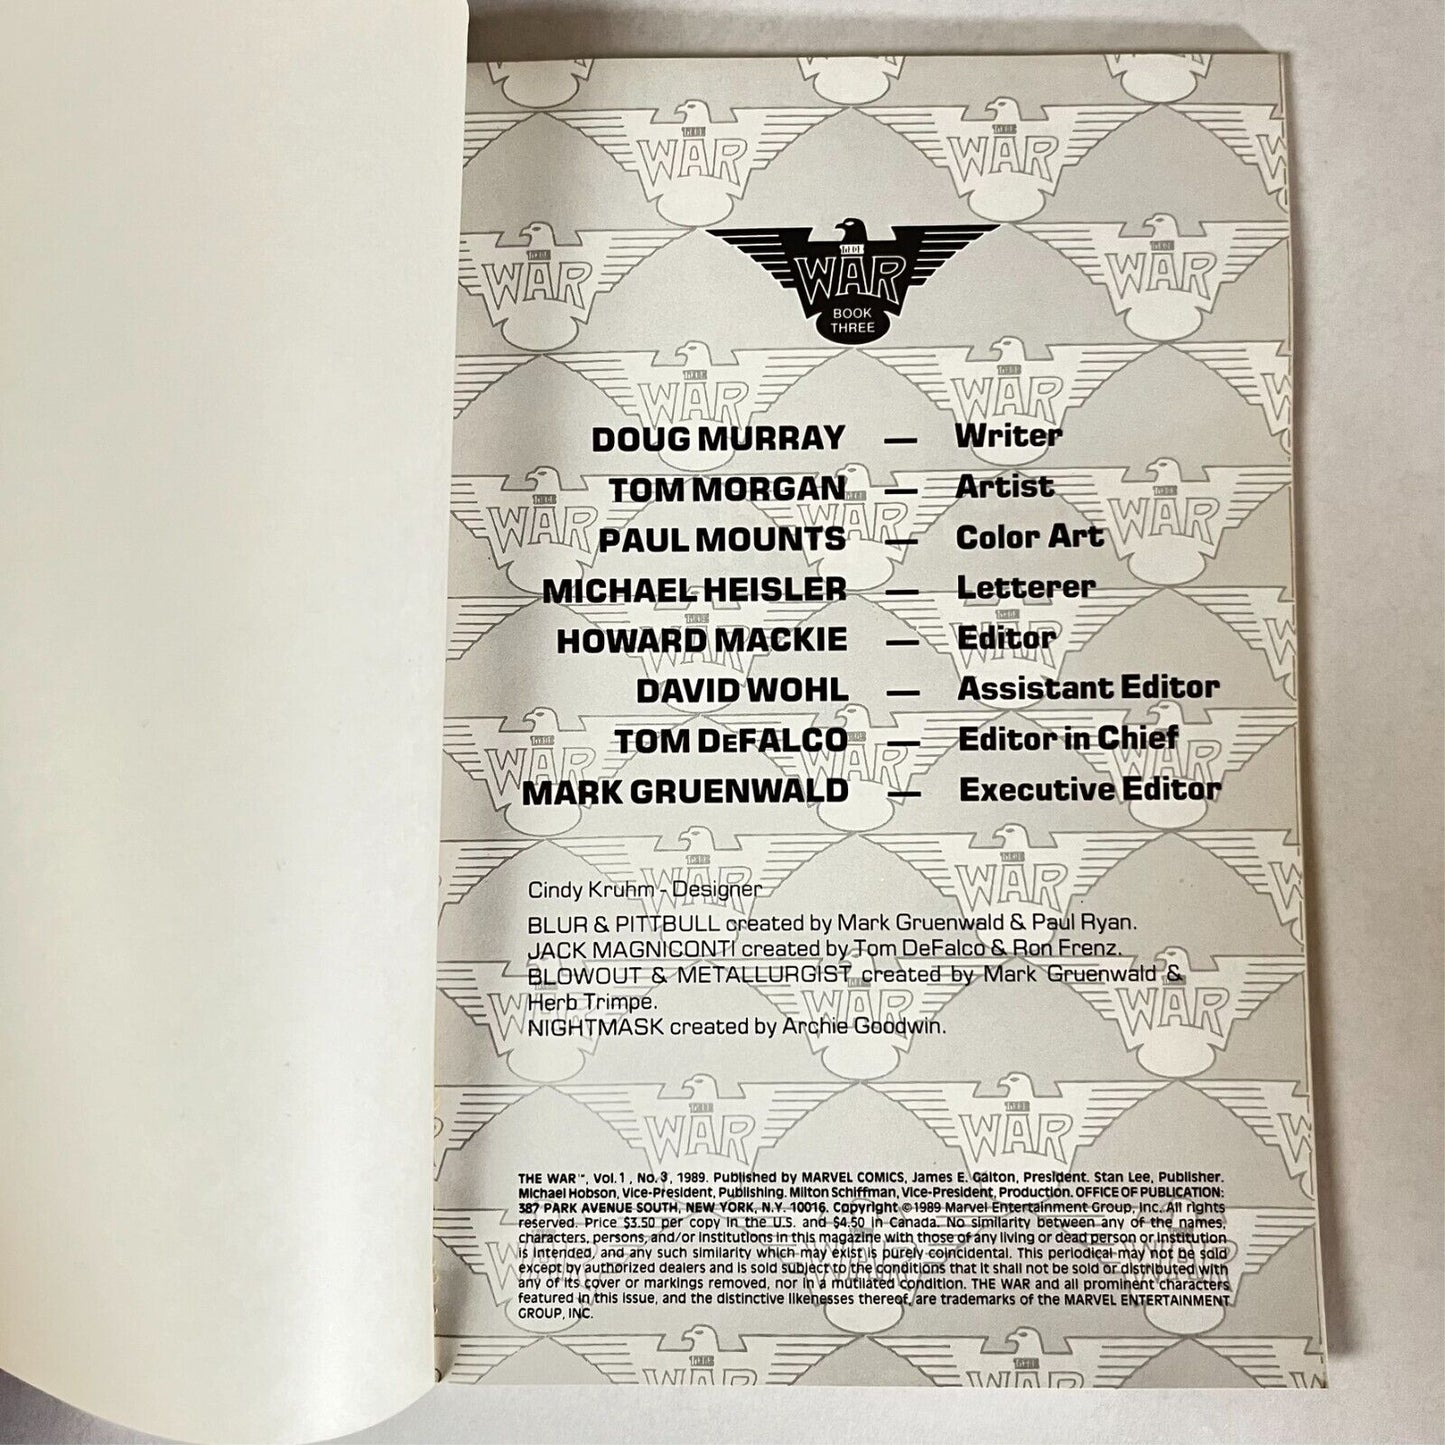 THE
WAR
BOOK
THREE
DOUG MURRAY — Writer
TOM MORGAN — Artist
PAUL MOUNTS — Color Art
MICHAEL HEISLER — Letterer
HOWARD MACKIE — Editor
DAVID WOHL — Assistant Editor
TOM DeFALCO — Editor in Chief
MARK GRUENWALD — Executive Editor
Cindy Kruhm - Designer
BLUR & PITTBULL created by Mark Gruenwald & Paul Ryan.
JACK MAGNICONTI created by Tom DeFalco & Ron Frenz.
BLOWOUT & METALLURGIST created by Mark Gruenwald &
Herb Trimpe.
NIGHTMASK created by Archie Goodwin.
THE WAR™, Vol. 1, No. 3, 1989. Published by MARVEL COMICS, James E. Galton, President. Stan Lee, Publisher.
Michael Hobson, Vice-President, Publishing. Milton Schiffman, Vice-President, Production. OFFICE OF PUBLICATION:
387 PARK AVENUE SOUTH, NEW YORK, N.Y. 10016. Copyright ©1989 Marvel Entertainment Group, Inc. All rights
reserved. Price $3.50 per copy in the U.S. and $4.50 in Canada. No similarity between any of the names,
characters, persons, and/or institutions in this magazine with those of any living or dead person or institution
is intended, and any such similarity which may exist is purely coincidental. This periodical may not be sold
except by authorized dealers and is sold subject to the conditions that it shall not be sold or distributed with
any of its cover or markings removed, nor in a mutilated condition. THE WAR and all prominent characters
featured in this issue, and the distinctive likenesses thereof, are trademarks of the MARVEL ENTERTAINMENT
GROUP, INC.